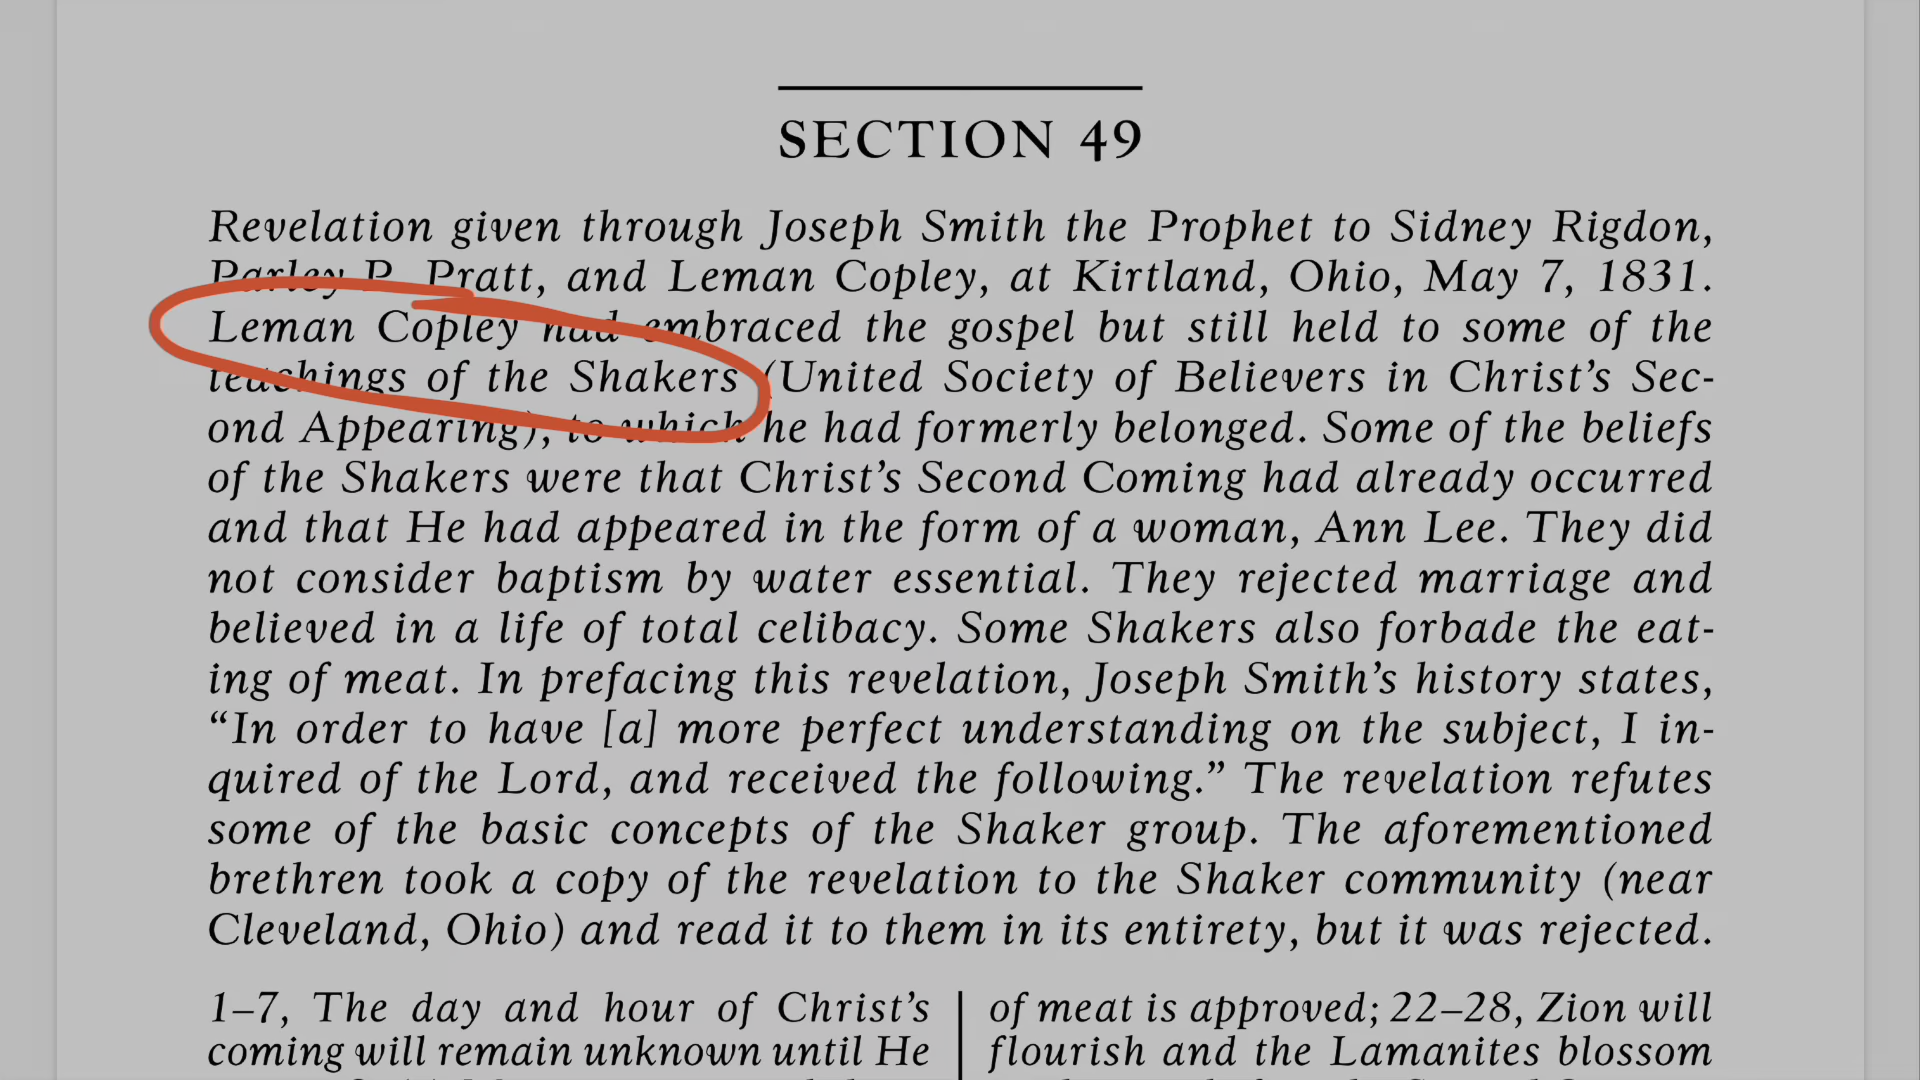 SECTION 49
Revelation given through Joseph Smith the Prophet to Sidney Rigdon,
Parley P. Pratt, and Leman Copley, at Kirtland, Ohio, May 7, 1831.
Leman Copley had embraced the gospel but still held to some of the
teachings of the Shakers (United Society of Believers in Christ’s Sec-
ond Appearing), to which he had formerly belonged. Some of the beliefs
of the Shakers were that Christ’s Second Coming had already occurred
and that He had appeared in the form of a woman, Ann Lee. They did
not consider baptism by water essential. They rejected marriage and
believed in a life of total celibacy. Some Shakers also forbade the eat-
ing of meat. In prefacing this revelation, Joseph Smith’s history states,
“In order to have [a] more perfect understanding on the subject, I in-
quired of the Lord, and received the following.” The revelation refutes
some of the basic concepts of the Shaker group. The aforementioned
brethren took a copy of the revelation to the Shaker community (near
Cleveland, Ohio) and read it to them in its entirety, but it was rejected.
1–7, The day and hour of Christ’s
coming will remain unknown until He
of meat is approved; 22–28, Zion will
flourish and the Lamanites blossom